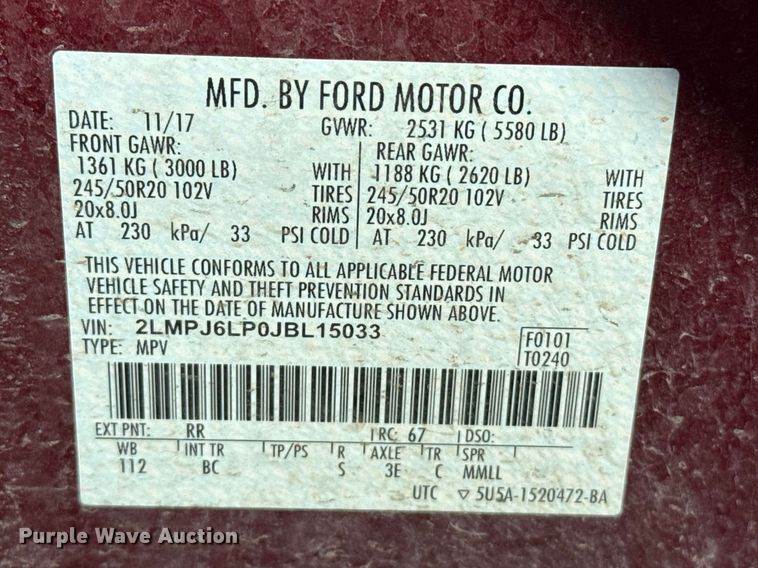 MFD. BY FORD MOTOR CO.
DATE: 11/17 GVWR: 2531 KG ( 5580 LB)
FRONT GAWR: REAR GAWR:
1361 KG ( 3000 LB) WITH 1188 KG ( 2620 LB) WITH
245/50R20 102V TIRES 245/50R20 102V TIRES
20x8.0J RIMS 20x8.0J RIMS
AT 230 kPa/ 33 PSI COLD AT 230 kPa/ 33 PSI COLD
THIS VEHICLE CONFORMS TO ALL APPLICABLE FEDERAL MOTOR
VEHICLE SAFETY AND THEFT PREVENTION STANDARDS IN
EFFECT ON THE DATE OF MANUFACTURE SHOWN ABOVE.
VIN: 2LMPJ6LP0JBL15033 F0101
TYPE: MPV T0240
EXT PNT: RR RC: 67 DSO:
WB INT TR TP/PS R AXLE TR SPR
112 BC S 3E C MMLL
UTC ▽ 5U5A-1520472-BA
Purple Wave Auction